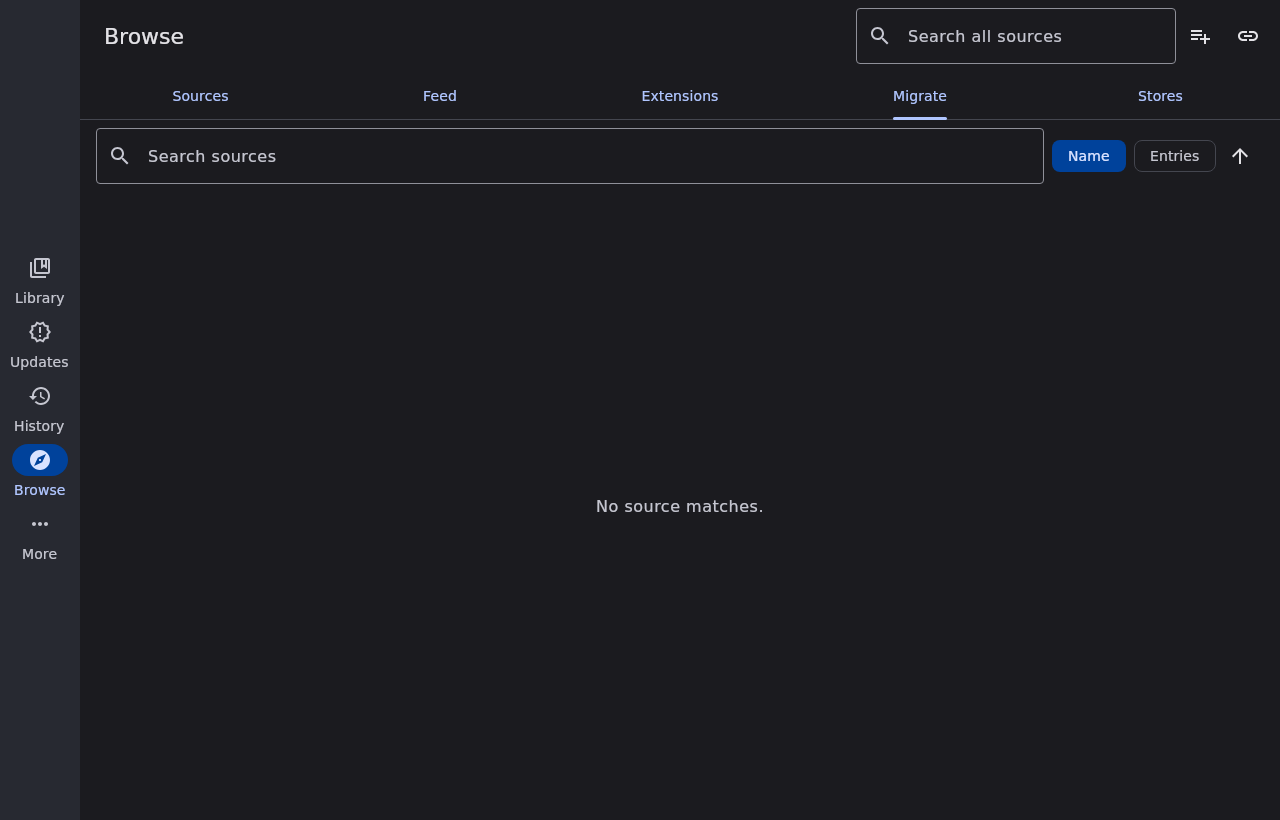 Browse
Search all sources
Sources
Feed
Extensions
Migrate
Stores
Search sources
Name
Entries
Library
Updates
History
Browse
More
No source matches.